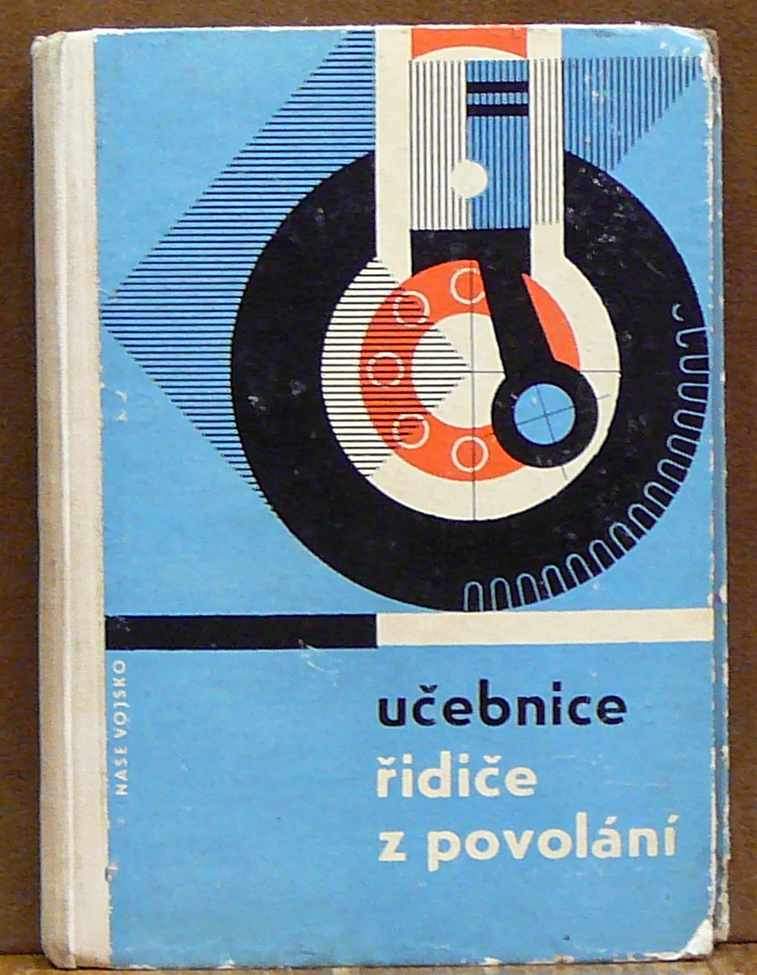 učebnice
řidiče
z povolání
NAŠE VOJSKO